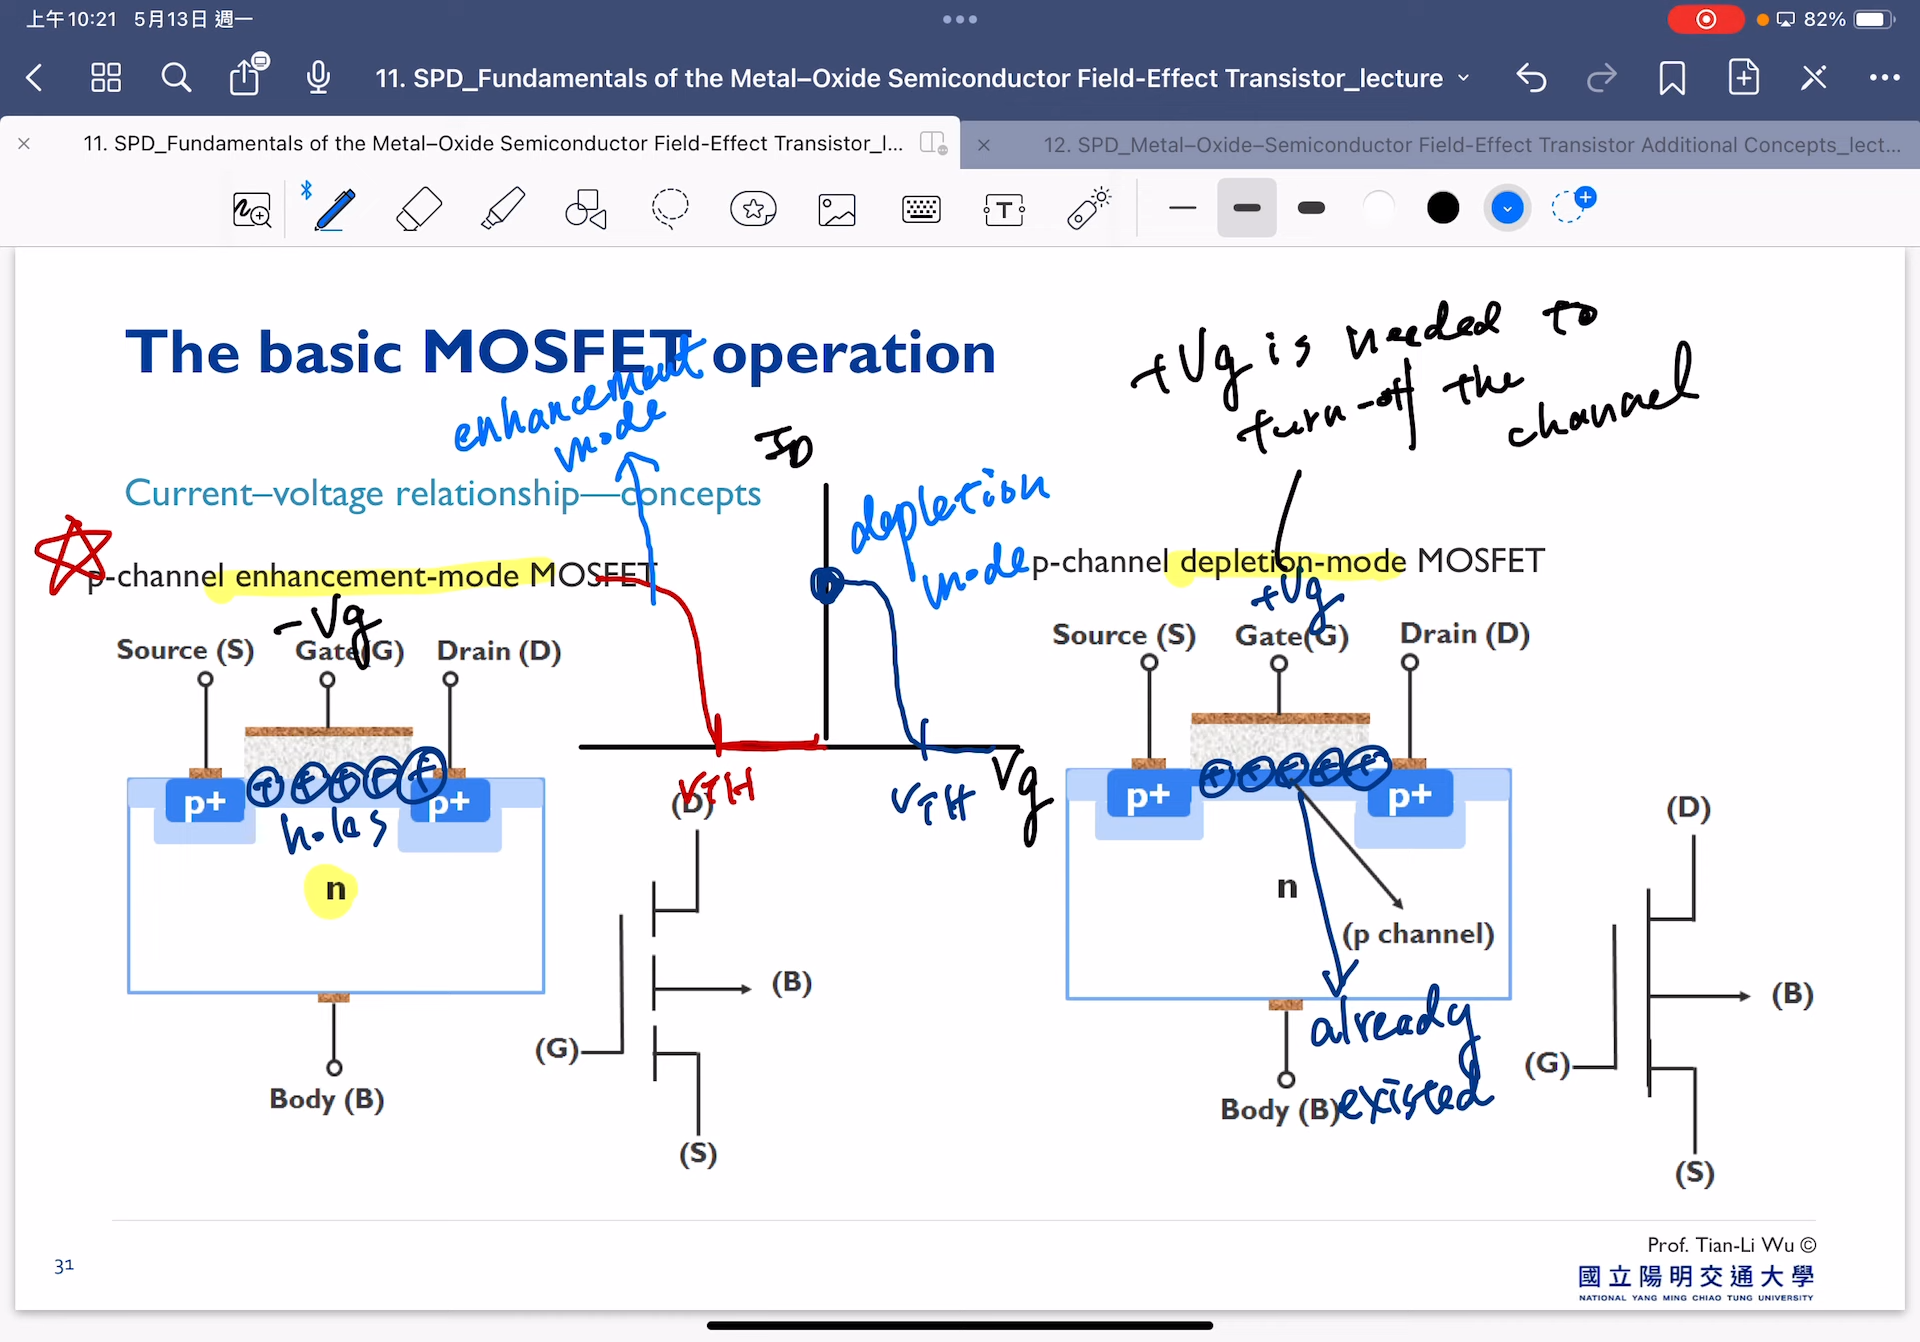 上午10:21 5月13日 週一
82%
11. SPD_Fundamentals of the Metal–Oxide Semiconductor Field-Effect Transistor_lecture
11. SPD_Fundamentals of the Metal–Oxide Semiconductor Field-Effect Transistor_l...
12. SPD_Metal–Oxide–Semiconductor Field-Effect Transistor Additional Concepts_lect...
The basic MOSFET operation
+Vg is needed to
turn-off the
channel
enhancement
mode
ID
Current–voltage relationship—concepts
depletion
mode
p-channel enhancement-mode MOSFET
p-channel depletion-mode MOSFET
-Vg
+Vg
Source (S) Gate(G) Drain (D)
Source (S) Gate(G) Drain (D)
p+ p+
holes
n
Body (B)
VTH
VTH
Vg
(D)
(B)
(G)
(S)
p+ p+
n
(p channel)
already
existed
Body (B)
(D)
(B)
(G)
(S)
31
Prof. Tian-Li Wu ©
國立陽明交通大學
NATIONAL YANG MING CHIAO TUNG UNIVERSITY